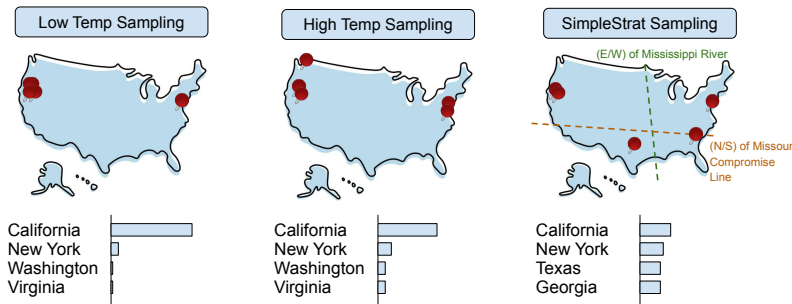 Low Temp Sampling
High Temp Sampling
SimpleStrat Sampling
(E/W) of Mississippi River
(N/S) of Missour
Compromise
Line
California
New York
Washington
Virginia
California
New York
Washington
Virginia
California
New York
Texas
Georgia